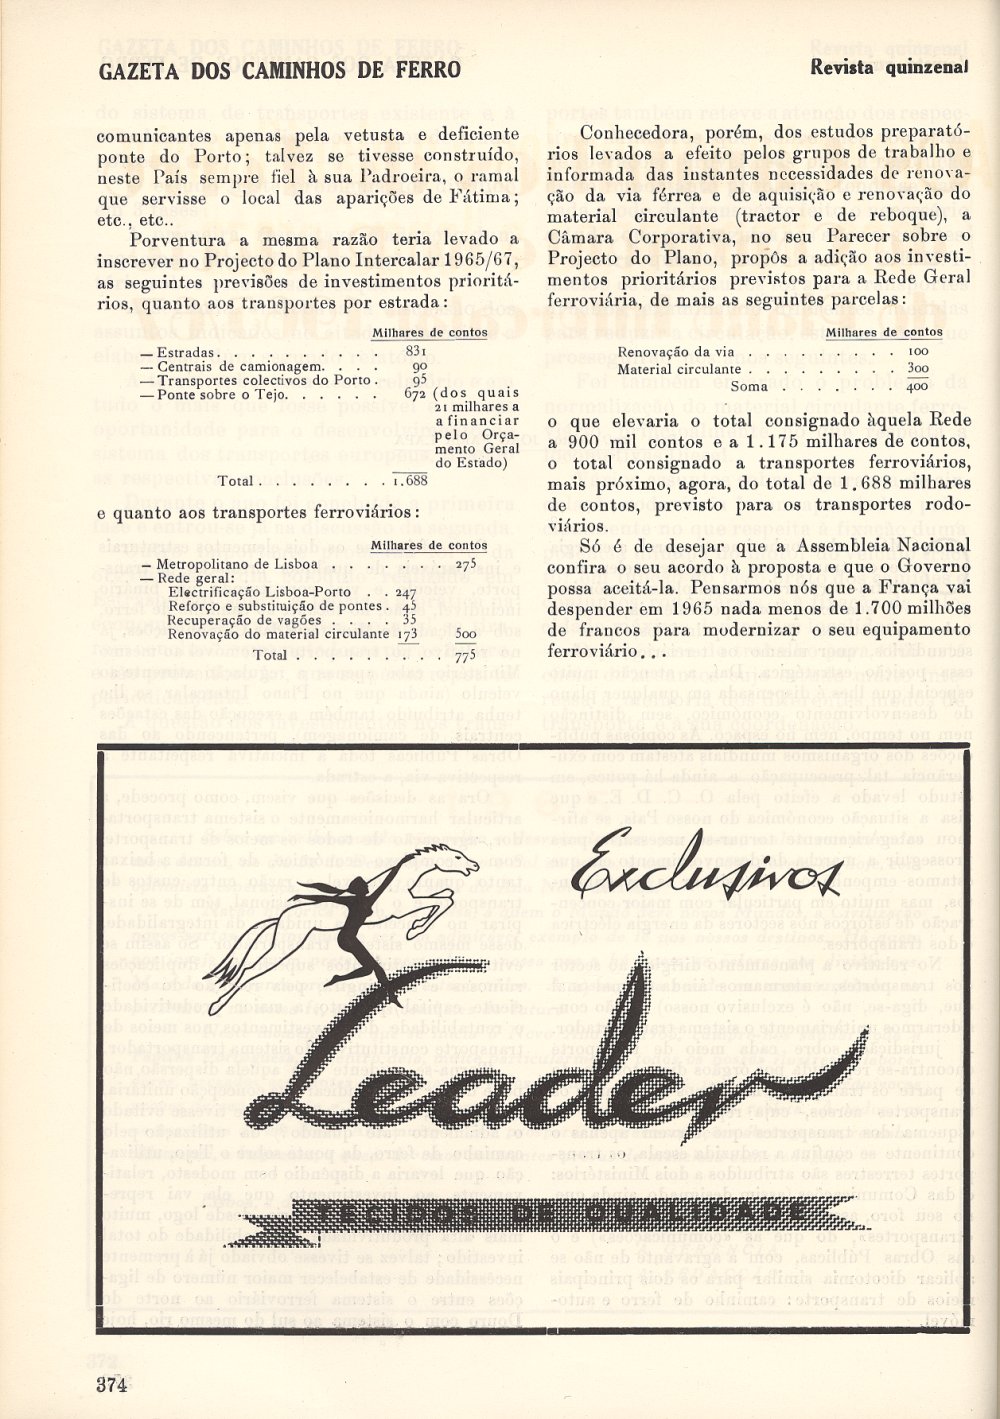 GAZETA DOS CAMINHOS DE FERRO
Revista quinzenal
comunicantes apenas pela vetusta e deficiente
ponte do Porto; talvez se tivesse construído,
neste País sempre fiel à sua Padroeira, o ramal
que servisse o local das aparições de Fátima;
etc., etc..
Porventura a mesma razão teria levado a
inscrever no Projecto do Plano Intercalar 1965/67,
as seguintes previsões de investimentos prioritá-
rios, quanto aos transportes por estrada:
Milhares de contos
— Estradas . . . . . . . . . . 831
— Centrais de camionagem. . . . 90
— Transportes colectivos do Porto . 95
— Ponte sobre o Tejo. . . . . . 672 (dos quais
21 milhares a
a financiar
pelo Orça-
mento Geral
do Estado)
Total . . . . . . . . 1.688
e quanto aos transportes ferroviários:
Milhares de contos
— Metropolitano de Lisboa . . . . . . . 275
— Rede geral:
Electrificação Lisboa-Porto . . 247
Reforço e substituição de pontes . 45
Recuperação de vagões . . . . 35
Renovação do material circulante 173 500
Total . . . . . . . . . 775
Conhecedora, porém, dos estudos preparató-
rios levados a efeito pelos grupos de trabalho e
informada das instantes necessidades de renova-
ção da via férrea e de aquisição e renovação do
material circulante (tractor e de reboque), a
Câmara Corporativa, no seu Parecer sobre o
Projecto do Plano, propôs a adição aos investi-
mentos prioritários previstos para a Rede Geral
ferroviária, de mais as seguintes parcelas:
Milhares de contos
Renovação da via . . . . . . . . . . 100
Material circulante . . . . . . . . . 300
Soma . . . . . . . 400
o que elevaria o total consignado àquela Rede
a 900 mil contos e a 1.175 milhares de contos,
o total consignado a transportes ferroviários,
mais próximo, agora, do total de 1.688 milhares
de contos, previsto para os transportes rodo-
viários.
Só é de desejar que a Assembleia Nacional
confira o seu acordo à proposta e que o Governo
possa aceitá-la. Pensarmos nós que a França vai
despender em 1965 nada menos de 1.700 milhões
de francos para modernizar o seu equipamento
ferroviário...
Exclusivos
Leader
TECIDOS DE QUALIDADE
374